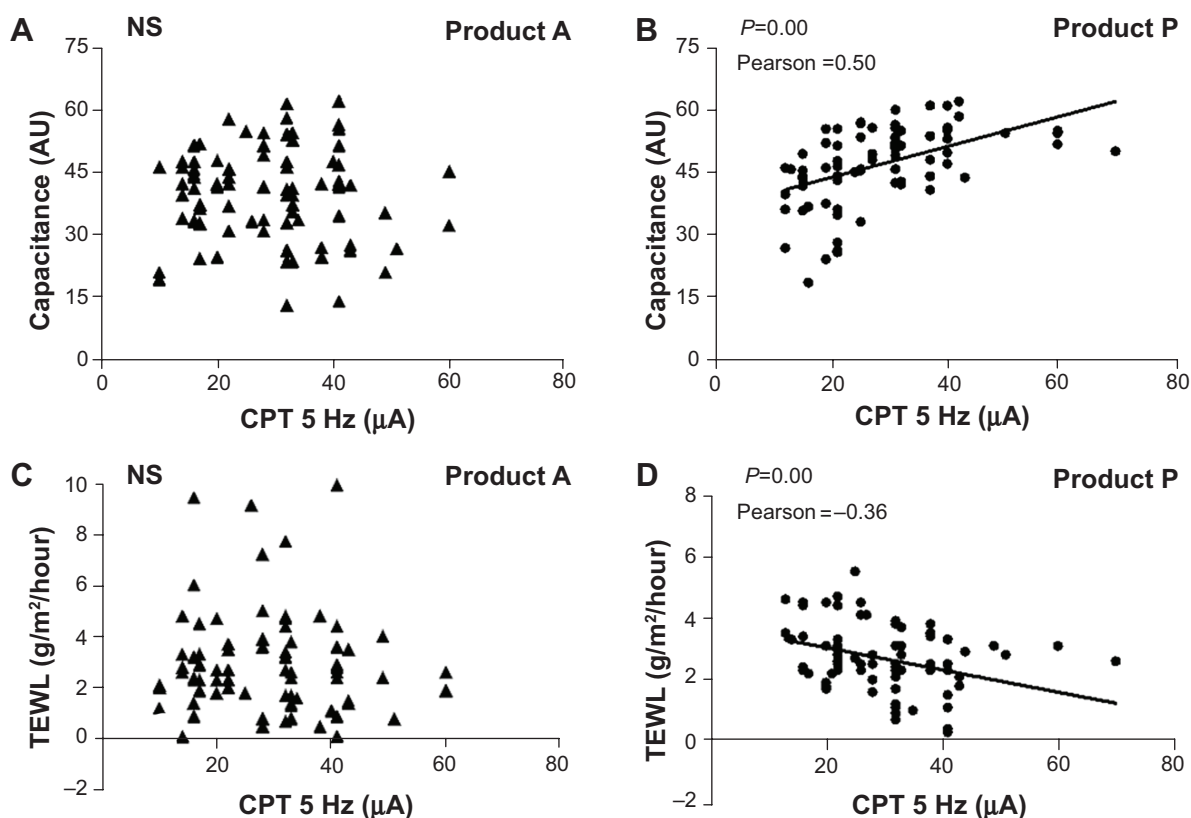 A NS Product A
75
60
45
30
15
0
Capacitance (AU)
0 20 40 60 80
CPT 5 Hz (μA)
B P=0.00 Product P
Pearson =0.50
75
60
45
30
15
0
Capacitance (AU)
0 20 40 60 80
CPT 5 Hz (μA)
C NS Product A
10
8
6
4
2
0
–2
TEWL (g/m²/hour)
20 40 60 80
CPT 5 Hz (μA)
D P=0.00 Product P
Pearson = –0.36
8
6
4
2
0
–2
TEWL (g/m²/hour)
20 40 60 80
CPT 5 Hz (μA)